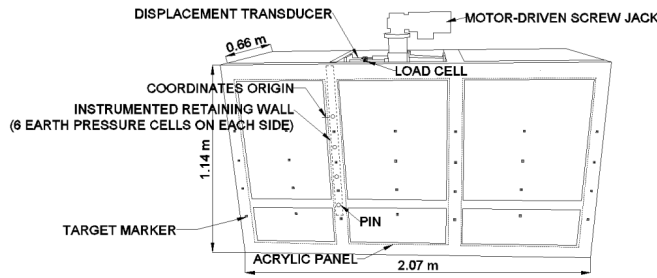 DISPLACEMENT TRANSDUCER
MOTOR-DRIVEN SCREW JACK
0.66 m
LOAD CELL
COORDINATES ORIGIN
INSTRUMENTED RETAINING WALL
(6 EARTH PRESSURE CELLS ON EACH SIDE)
1.14 m
PIN
TARGET MARKER
ACRYLIC PANEL
2.07 m